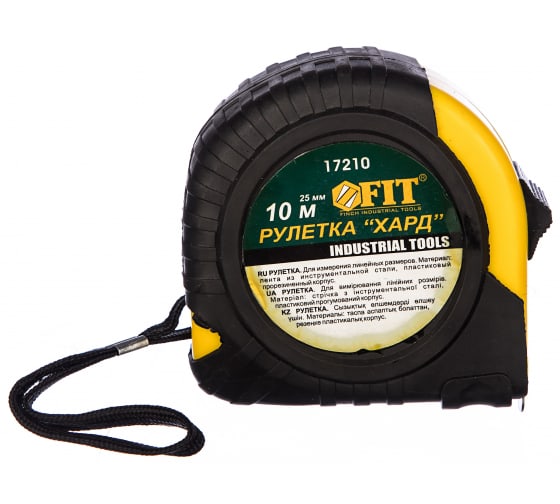 17210
25 мм
10 м
FIT®
FINCH INDUSTRIAL TOOLS
РУЛЕТКА “ХАРД”
INDUSTRIAL TOOLS
RU РУЛЕТКА. Для измерения линейных размеров. Материал:
лента из инструментальной стали, пластиковый
прорезиненный корпус.
UA РУЛЕТКА. Для вимірювання лінійних розмірів.
Матеріал: стрічка з інструментальної сталі,
пластиковий прогумований корпус.
KZ РУЛЕТКА. Сызықтық өлшемдерді өлшеу
үшін. Материалы: таспа аспаптық болаттан,
резеңке пластикалық корпус.